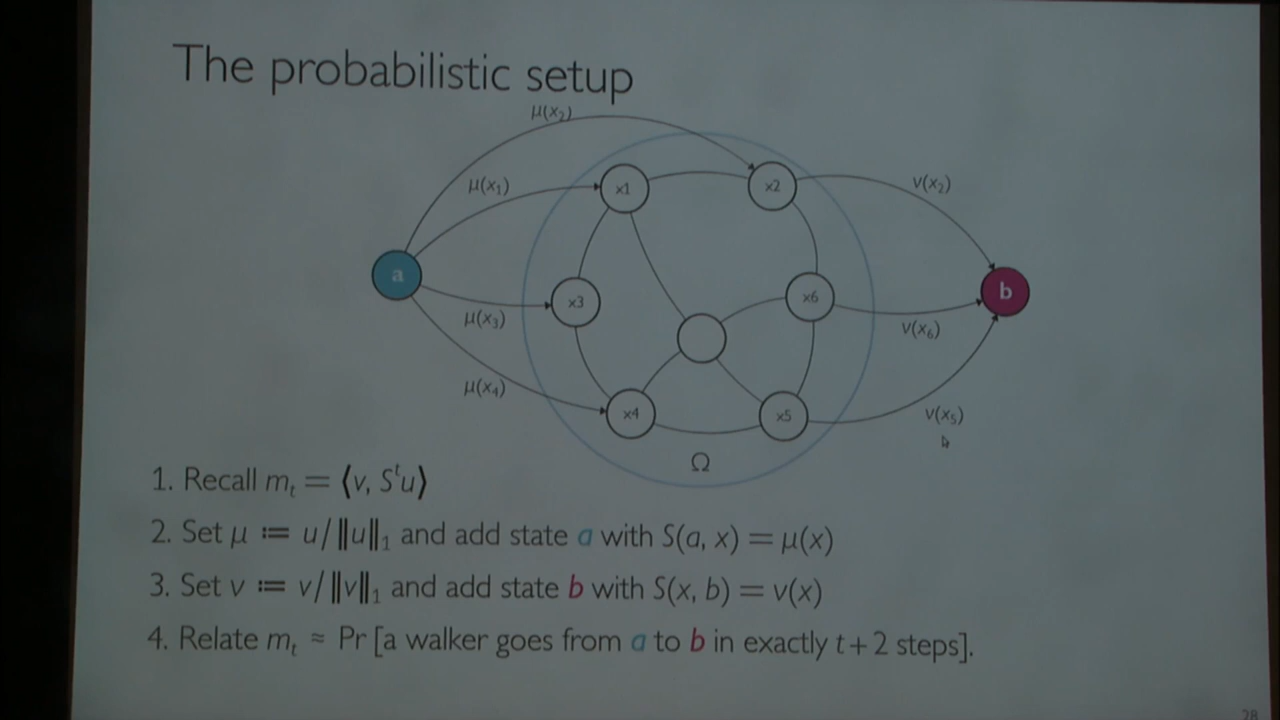 The probabilistic setup
μ(x₂)
μ(x₁)
x1
x2
ν(x₂)
a
x3
x6
b
μ(x₃)
ν(x₆)
μ(x₄)
x4
x5
ν(x₅)
Ω
1. Recall mₜ = ⟨v, Sᵗu⟩
2. Set μ := u/‖u‖₁ and add state a with S(a, x) = μ(x)
3. Set ν := v/‖v‖₁ and add state b with S(x, b) = ν(x)
4. Relate mₜ ≈ Pr [a walker goes from a to b in exactly t + 2 steps].
28